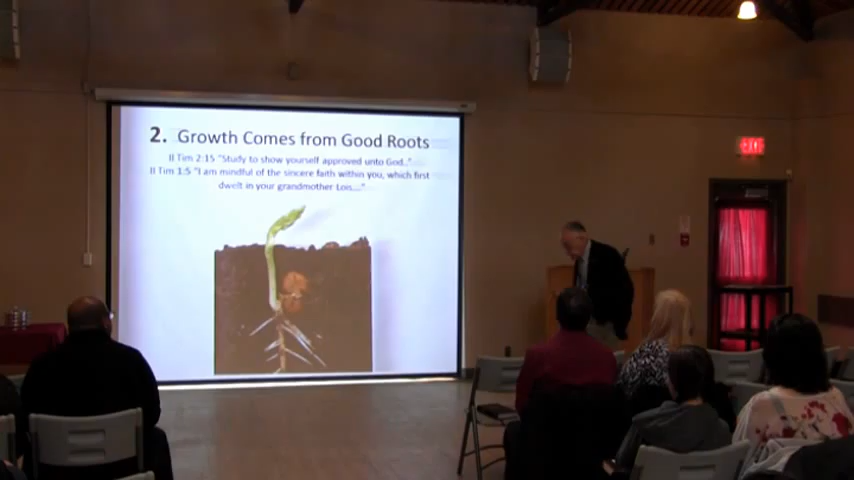 2. Growth Comes from Good Roots
II Tim 2:15 "Study to show yourself approved unto God.."
II Tim 1:5 "I am mindful of the sincere faith within you, which first
dwelt in your grandmother Lois...."
EXIT